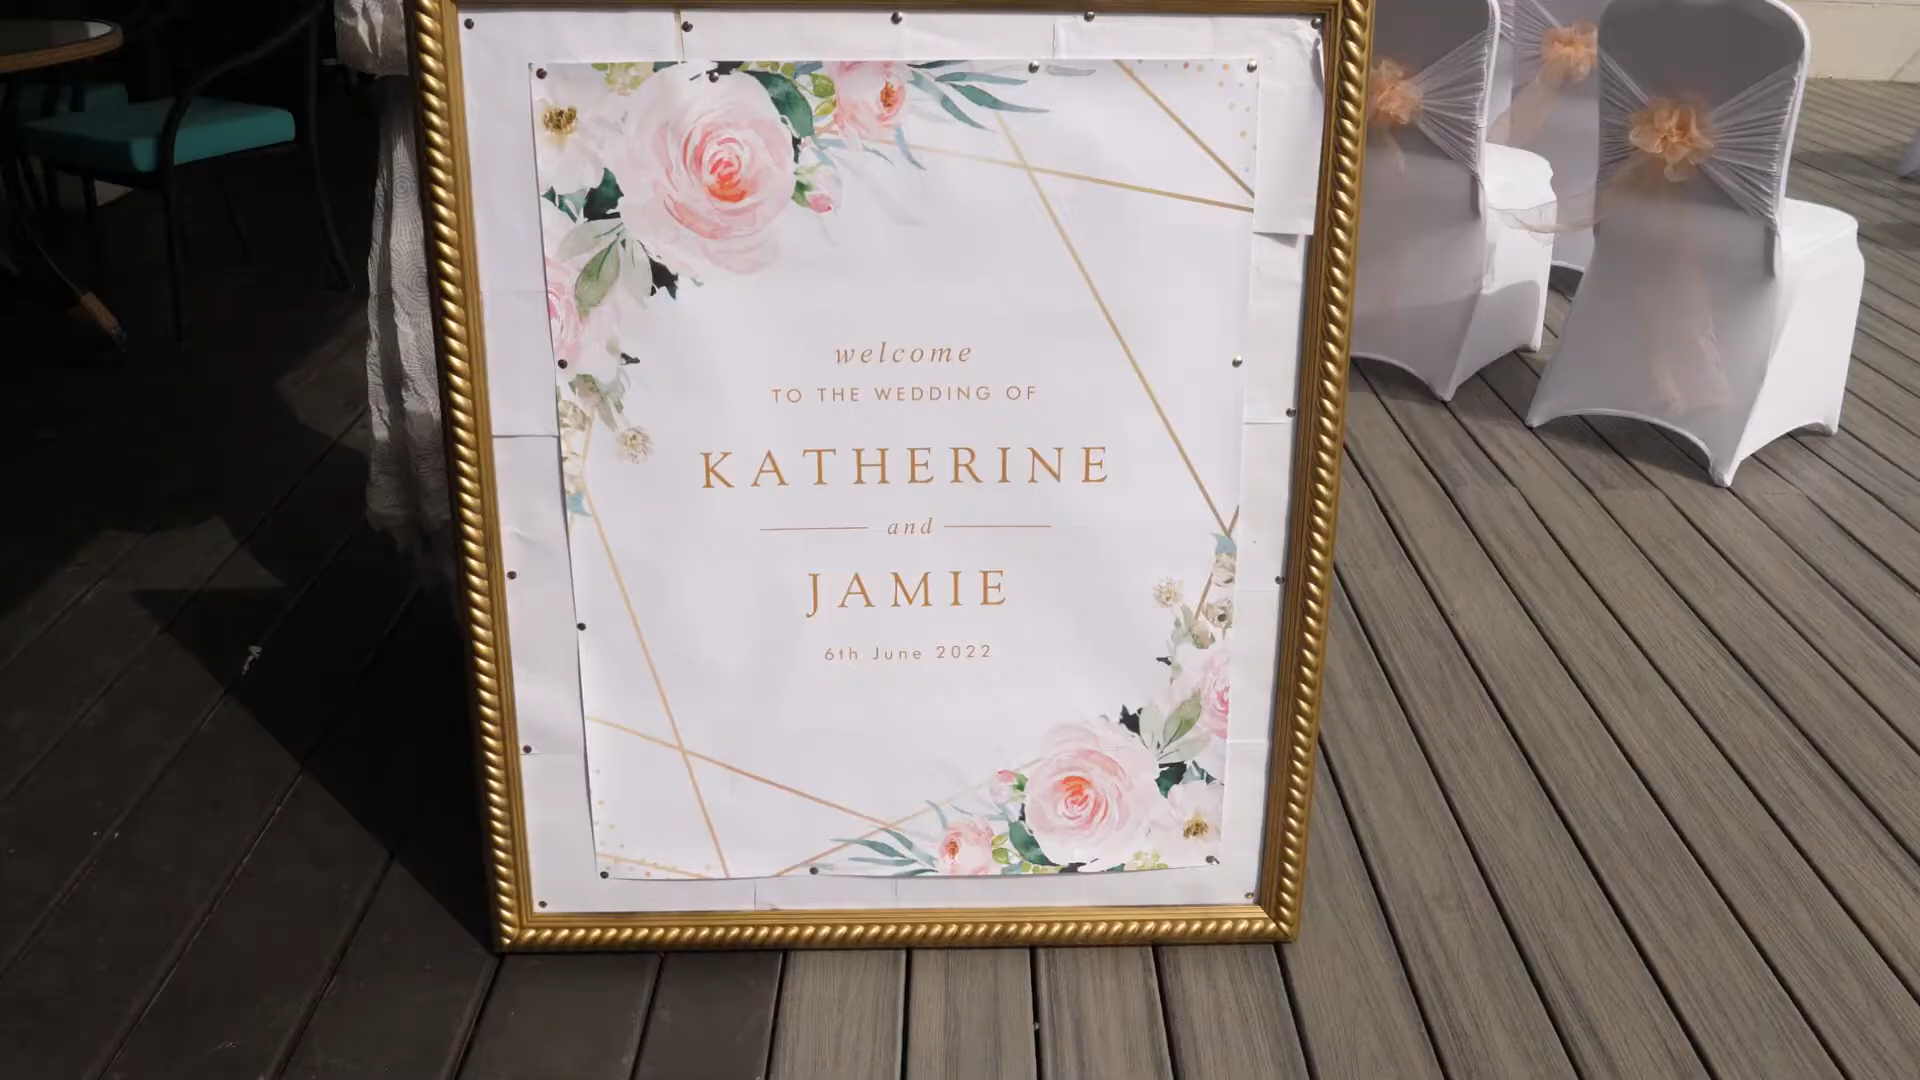 welcome
TO THE WEDDING OF
KATHERINE
and
JAMIE
6th June 2022